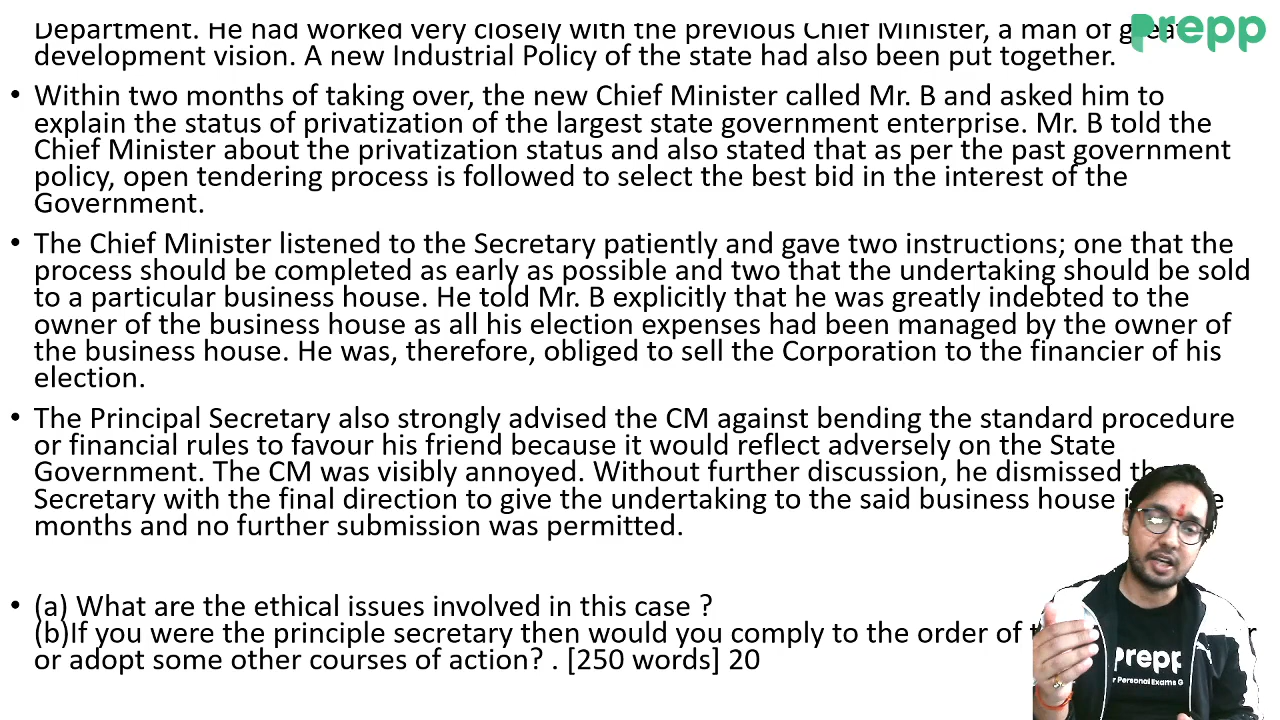 Department. He had worked very closely with the previous Chief Minister, a man of great
prepp
development vision. A new Industrial Policy of the state had also been put together.
• Within two months of taking over, the new Chief Minister called Mr. B and asked him to
explain the status of privatization of the largest state government enterprise. Mr. B told the
Chief Minister about the privatization status and also stated that as per the past government
policy, open tendering process is followed to select the best bid in the interest of the
Government.
• The Chief Minister listened to the Secretary patiently and gave two instructions; one that the
process should be completed as early as possible and two that the undertaking should be sold
to a particular business house. He told Mr. B explicitly that he was greatly indebted to the
owner of the business house as all his election expenses had been managed by the owner of
the business house. He was, therefore, obliged to sell the Corporation to the financier of his
election.
• The Principal Secretary also strongly advised the CM against bending the standard procedure
or financial rules to favour his friend because it would reflect adversely on the State
Government. The CM was visibly annoyed. Without further discussion, he dismissed the
Secretary with the final direction to give the undertaking to the said business house
months and no further submission was permitted.
• (a) What are the ethical issues involved in this case ?
(b)If you were the principle secretary then would you comply to the order of
or adopt some other courses of action? . [250 words] 20
prepp
Personal Exams G